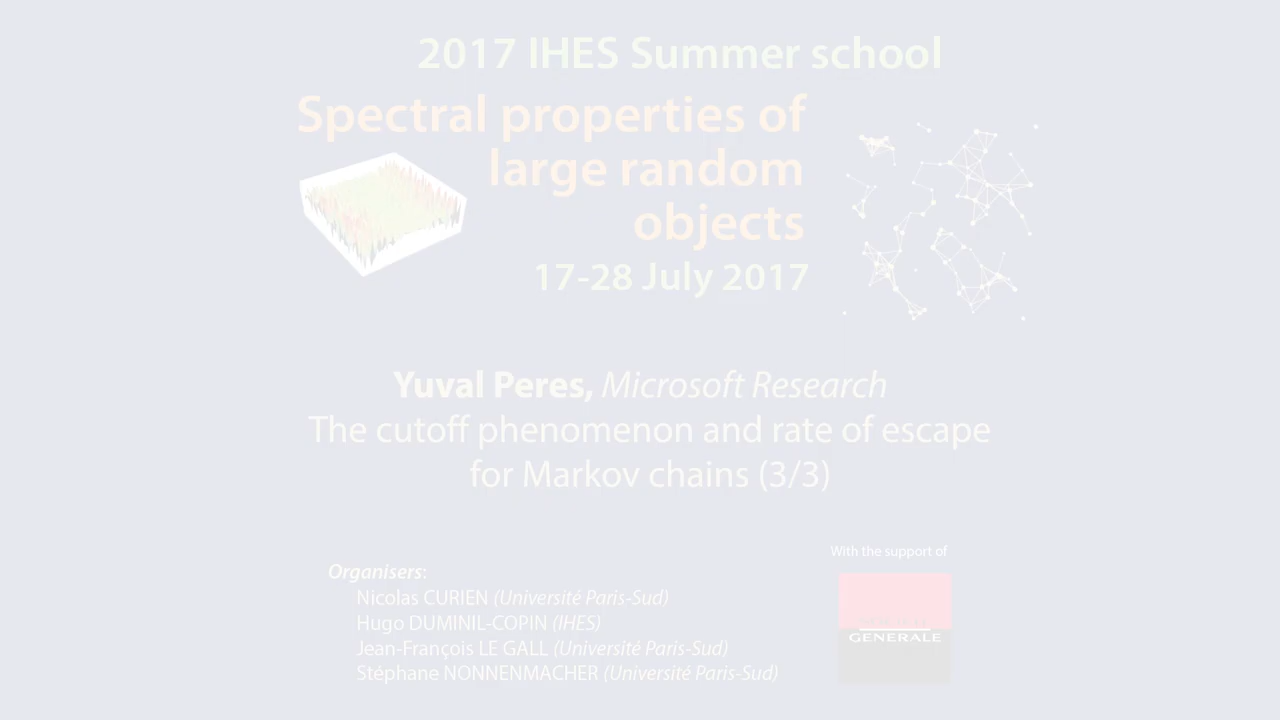 2017 IHES Summer school
Spectral properties of
large random
objects
17-28 July 2017
Yuval Peres, Microsoft Research
The cutoff phenomenon and rate of escape
for Markov chains (3/3)
With the support of
GENERALE
Organisers:
Nicolas CURIEN (Université Paris-Sud)
Hugo DUMINIL-COPIN (IHES)
Jean-François LE GALL (Université Paris-Sud)
Stéphane NONNENMACHER (Université Paris-Sud)